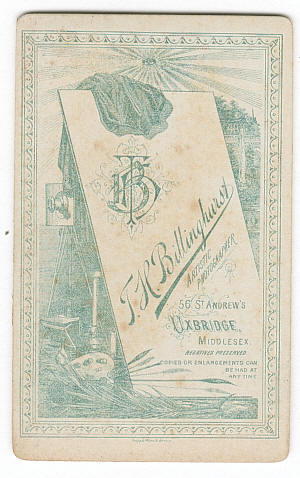 T.H. Billinghurst
ARTISTIC
PHOTOGRAPHER
56 ST ANDREW'S
UXBRIDGE,
MIDDLESEX.
NEGATIVES PRESERVED
COPIES OR ENLARGEMENTS CAN
BE HAD AT
ANY TIME